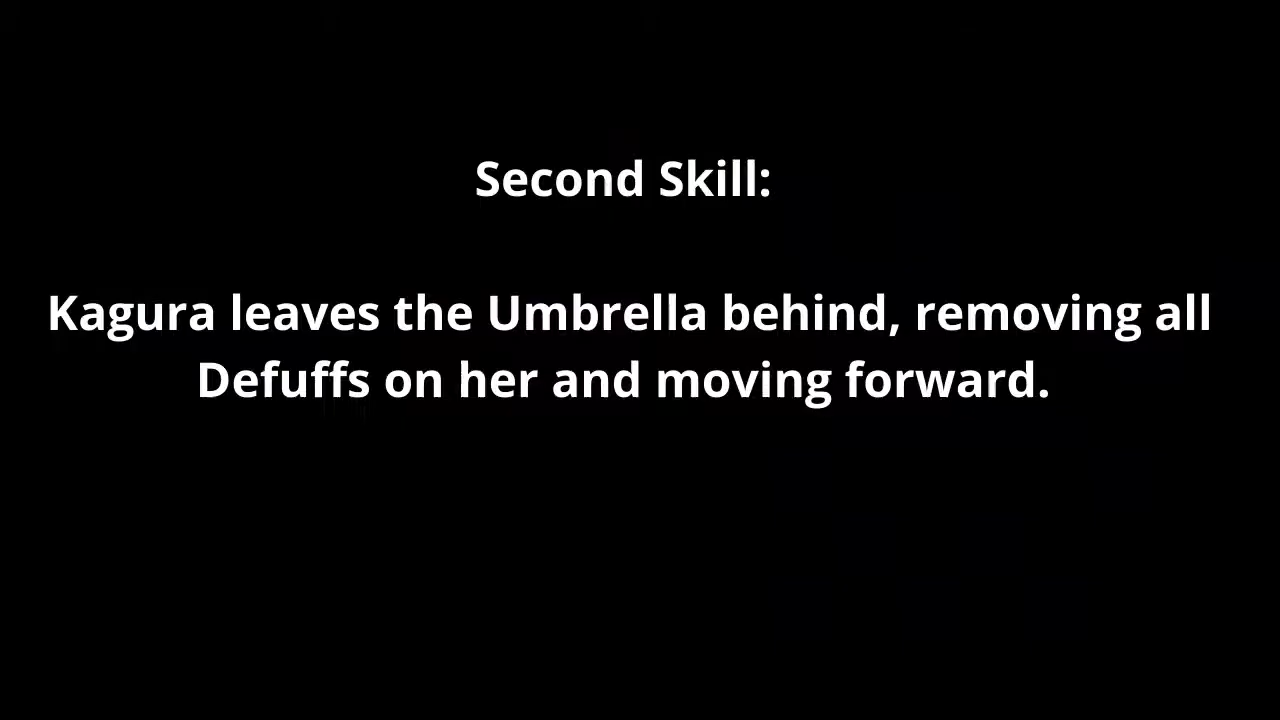 Second Skill:
Kagura leaves the Umbrella behind, removing all
Defuffs on her and moving forward.